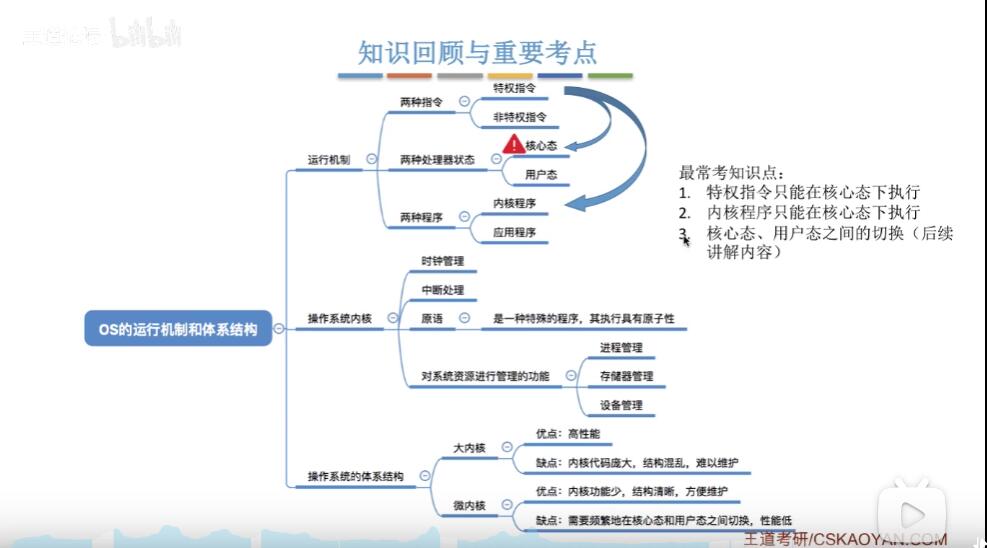 王道论坛 bilibili
知识回顾与重要考点
特权指令
两种指令
非特权指令
核心态
运行机制
两种处理器状态
用户态
内核程序
两种程序
应用程序
最常考知识点：
1. 特权指令只能在核心态下执行
2. 内核程序只能在核心态下执行
3. 核心态、用户态之间的切换（后续
讲解内容）
时钟管理
中断处理
操作系统内核
原语
是一种特殊的程序，其执行具有原子性
进程管理
对系统资源进行管理的功能
存储器管理
设备管理
OS的运行机制和体系结构
优点：高性能
大内核
缺点：内核代码庞大，结构混乱，难以维护
操作系统的体系结构
优点：内核功能少，结构清晰，方便维护
微内核
缺点：需要频繁地在核心态和用户态之间切换，性能低
王道考研/CSKAOYAN.COM